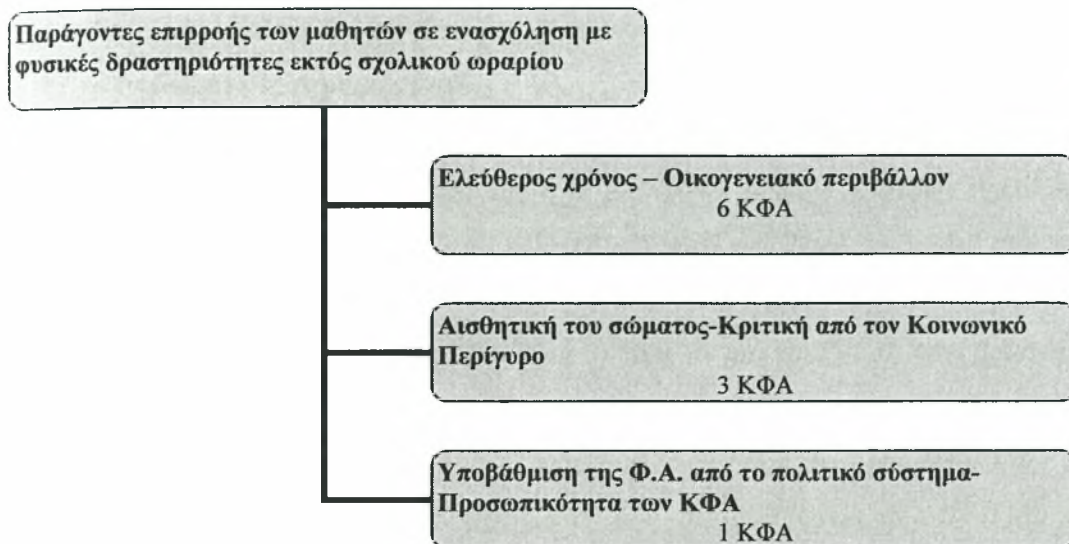 Παράγοντες επιρροής των μαθητών σε ενασχόληση με
φυσικές δραστηριότητες εκτός σχολικού ωραρίου
Ελεύθερος χρόνος – Οικογενειακό περιβάλλον
6 ΚΦΑ
Αισθητική του σώματος-Κριτική από τον Κοινωνικό
Περίγυρο
3 ΚΦΑ
Υποβάθμιση της Φ.Α. από το πολιτικό σύστημα-
Προσωπικότητα των ΚΦΑ
1 ΚΦΑ